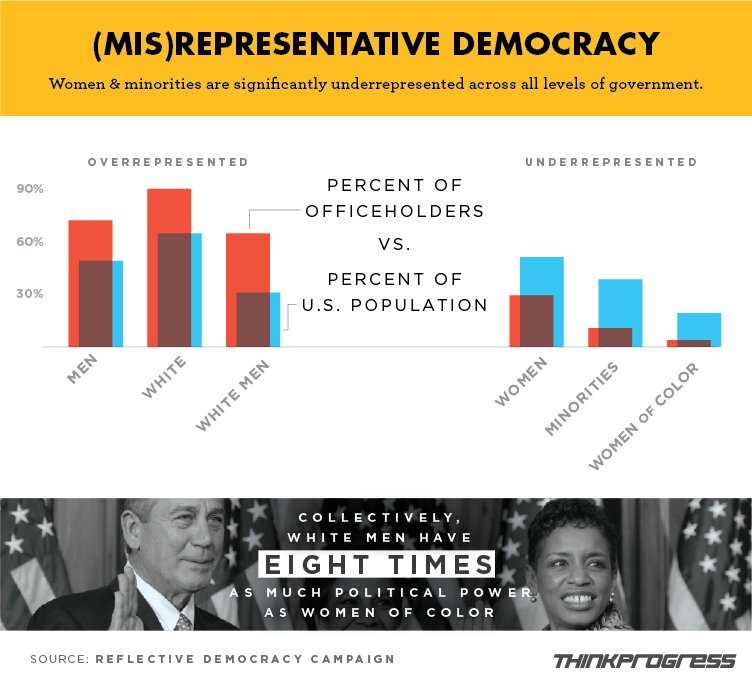 (MIS)REPRESENTATIVE DEMOCRACY
Women & minorities are significantly underrepresented across all levels of government.
OVERREPRESENTED
UNDERREPRESENTED
90%
60%
30%
PERCENT OF
OFFICEHOLDERS
VS.
PERCENT OF
U.S. POPULATION
MEN
WHITE
WHITE MEN
WOMEN
MINORITIES
WOMEN OF COLOR
COLLECTIVELY,
WHITE MEN HAVE
EIGHT TIMES
AS MUCH POLITICAL POWER
AS WOMEN OF COLOR
SOURCE: REFLECTIVE DEMOCRACY CAMPAIGN
THINKPROGRESS